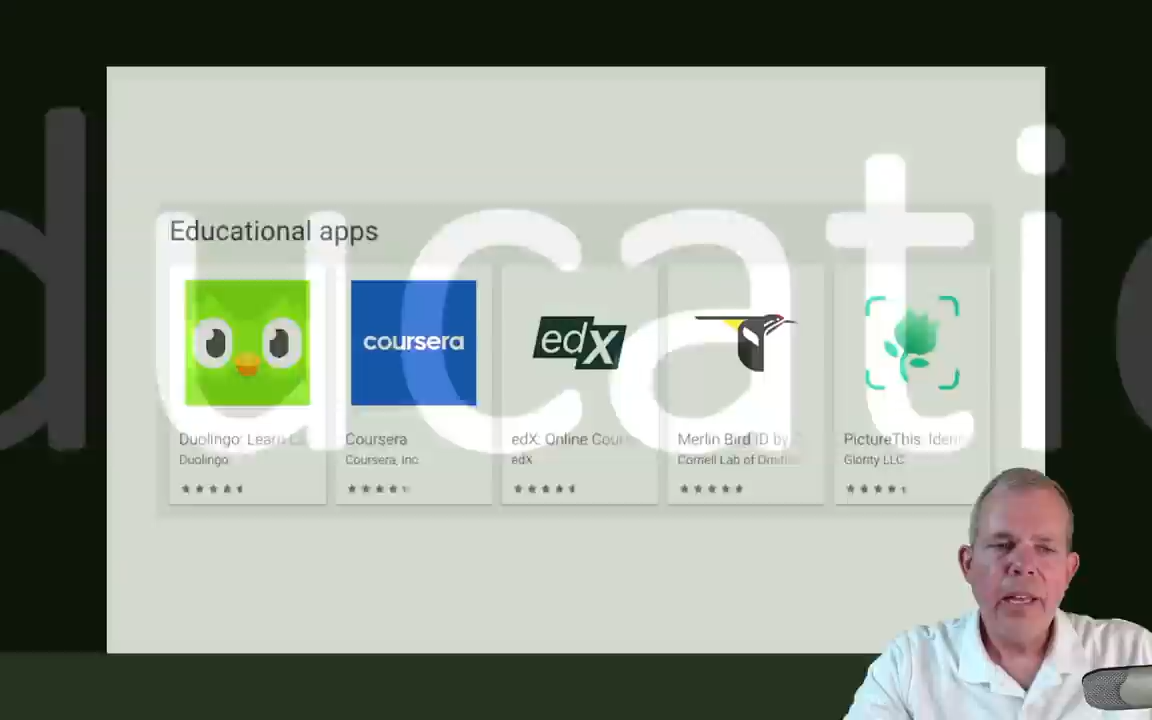 ducati
Educational apps
coursera
edX
Duolingo: Learn
Coursera
edX: Online Cour
Merlin Bird ID by
PictureThis: Iden
Duolingo
Coursera, Inc.
edX
Cornell Lab of Ornith
Glority LLC